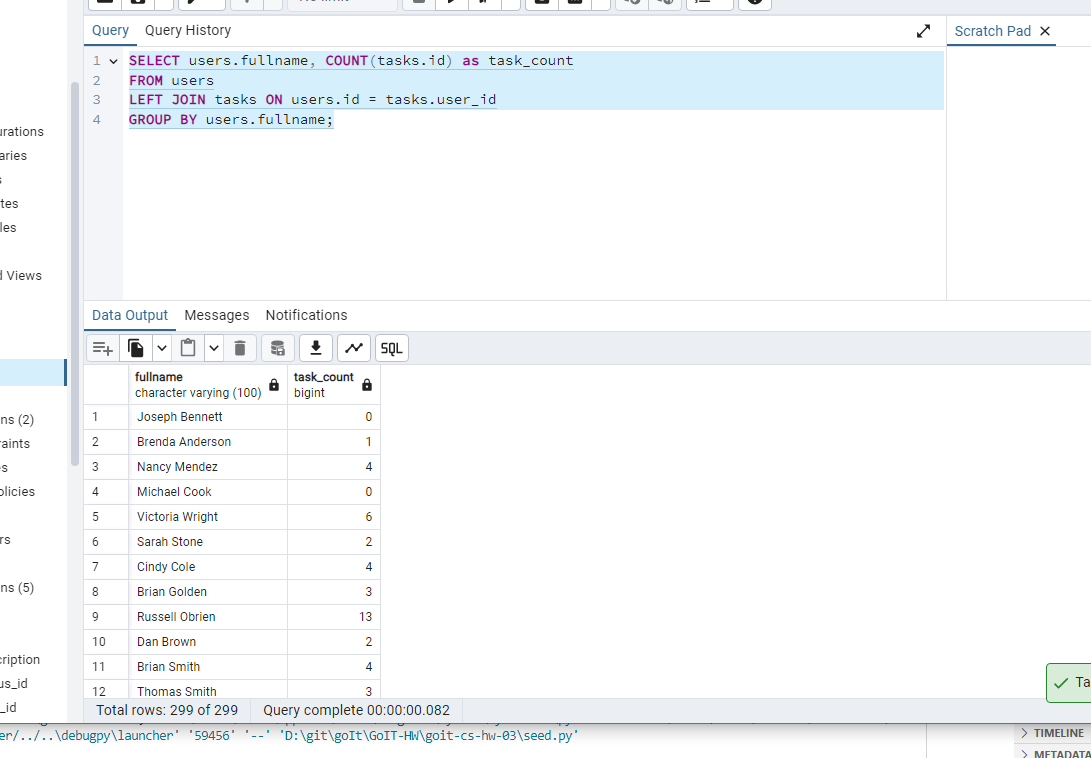 Query
Query History
Scratch Pad
1 SELECT users.fullname, COUNT(tasks.id) as task_count
2 FROM users
3 LEFT JOIN tasks ON users.id = tasks.user_id
4 GROUP BY users.fullname;
urations
aries
s
tes
les
d Views
ns (2)
raints
es
olicies
rs
ns (5)
cription
us_id
_id
Data Output
Messages
Notifications
SQL
fullname
character varying (100)
task_count
bigint
1 Joseph Bennett 0
2 Brenda Anderson 1
3 Nancy Mendez 4
4 Michael Cook 0
5 Victoria Wright 6
6 Sarah Stone 2
7 Cindy Cole 4
8 Brian Golden 3
9 Russell Obrien 13
10 Dan Brown 2
11 Brian Smith 4
12 Thomas Smith 3
Ta
Total rows: 299 of 299
Query complete 00:00:00.082
er/../..\debugpy\launcher' '59456' '--' 'D:\git\goIt\GoIT-HW\goit-cs-hw-03\seed.py'
TIMELINE
METADATA